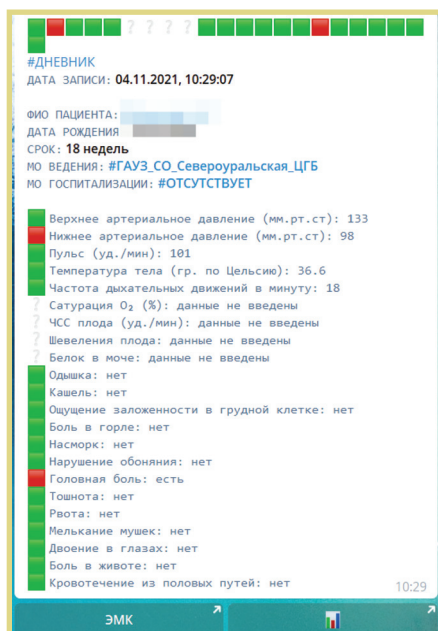 ? ? ? ?
#ДНЕВНИК
ДАТА ЗАПИСИ: 04.11.2021, 10:29:07
ФИО ПАЦИЕНТА:
ДАТА РОЖДЕНИЯ
СРОК: 18 недель
МО ВЕДЕНИЯ: #ГАУЗ_СО_Североуральская_ЦГБ
МО ГОСПИТАЛИЗАЦИИ: #ОТСУТСТВУЕТ
Верхнее артериальное давление (мм.рт.ст): 133
Нижнее артериальное давление (мм.рт.ст): 98
Пульс (уд./мин): 101
Температура тела (гр. по Цельсию): 36.6
Частота дыхательных движений в минуту: 18
? Сатурация O₂ (%): данные не введены
? ЧСС плода (уд./мин): данные не введены
? Шевеления плода: данные не введены
? Белок в моче: данные не введены
Одышка: нет
Кашель: нет
Ощущение заложенности в грудной клетке: нет
Боль в горле: нет
Насморк: нет
Нарушение обоняния: нет
Головная боль: есть
Тошнота: нет
Рвота: нет
Мелькание мушек: нет
Двоение в глазах: нет
Боль в животе: нет
Кровотечение из половых путей: нет
10:29
ЭМК